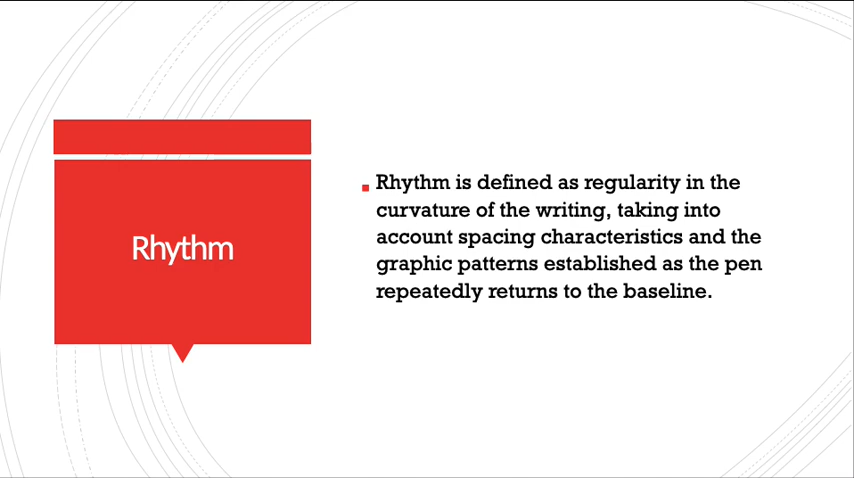 Rhythm
Rhythm is defined as regularity in the
curvature of the writing, taking into
account spacing characteristics and the
graphic patterns established as the pen
repeatedly returns to the baseline.